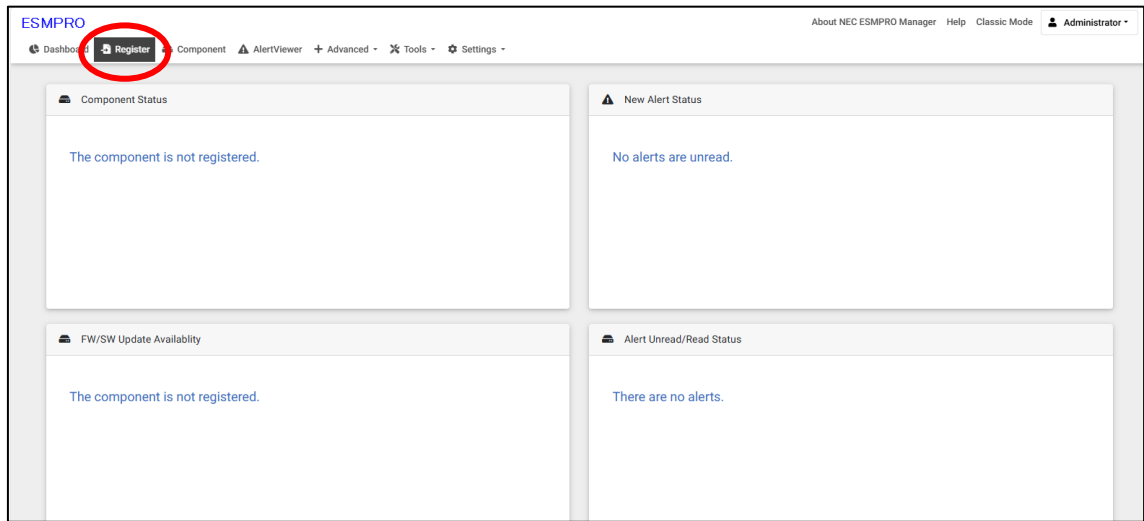 ESMPRO
About NEC ESMPRO Manager Help Classic Mode Administrator
Dashboard Register Component AlertViewer Advanced Tools Settings
Component Status
New Alert Status
The component is not registered.
No alerts are unread.
FW/SW Update Availablity
Alert Unread/Read Status
The component is not registered.
There are no alerts.